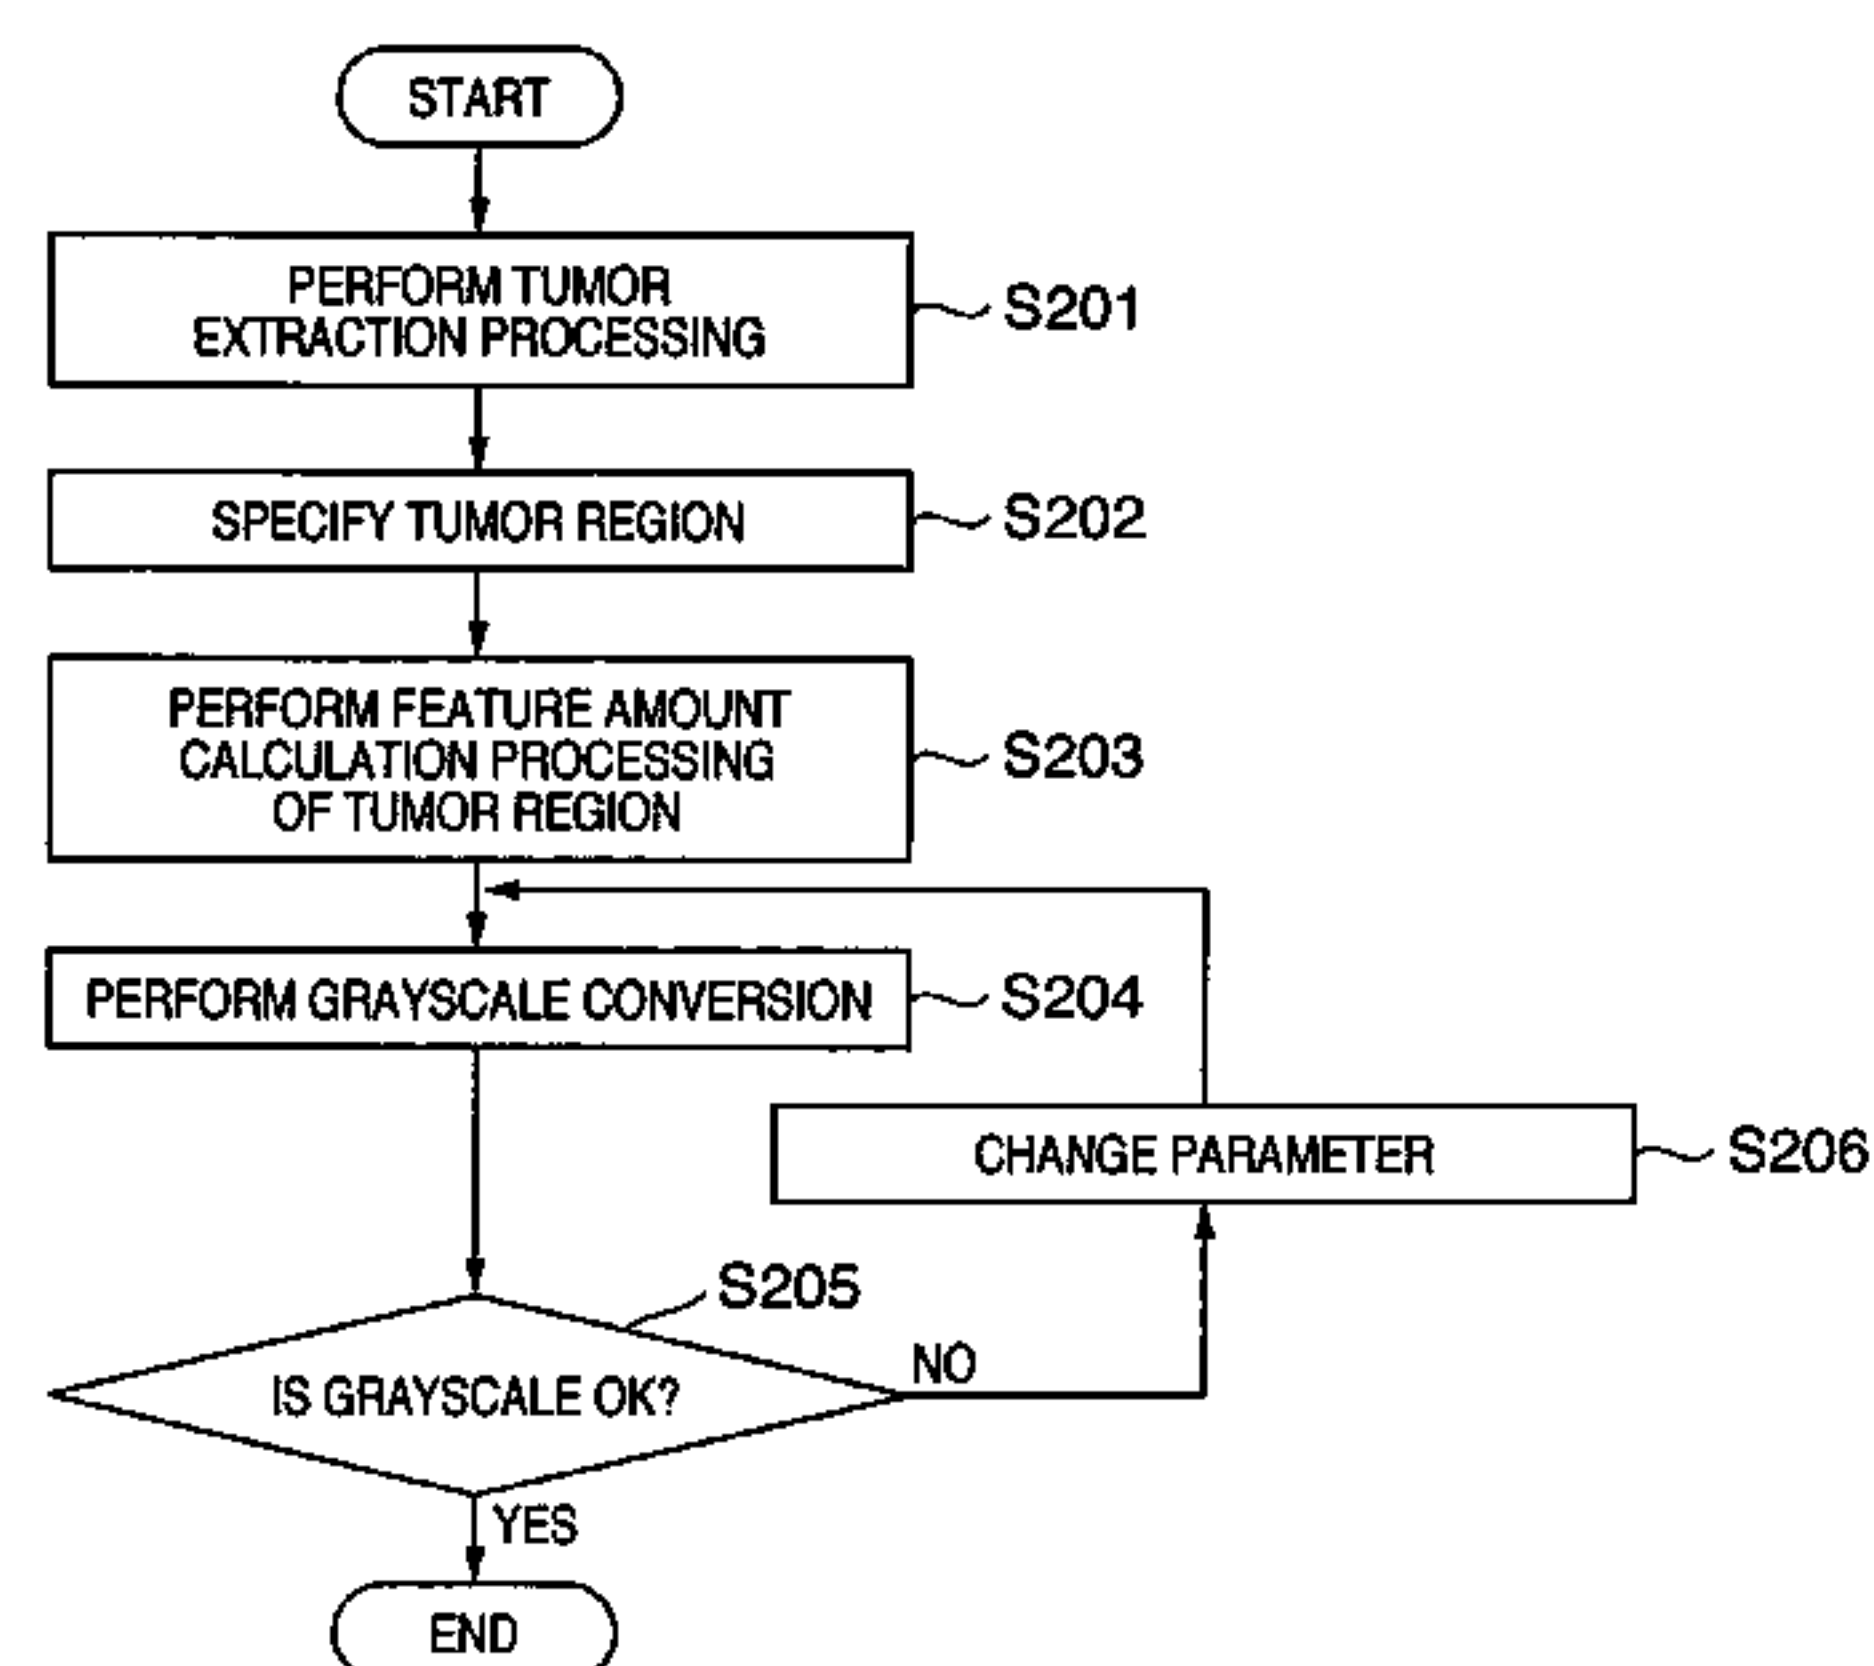 START
PERFORM TUMOR
EXTRACTION PROCESSING
S201
SPECIFY TUMOR REGION
S202
PERFORM FEATURE AMOUNT
CALCULATION PROCESSING
OF TUMOR REGION
S203
PERFORM GRAYSCALE CONVERSION
S204
CHANGE PARAMETER
S206
S205
IS GRAYSCALE OK?
NO
YES
END